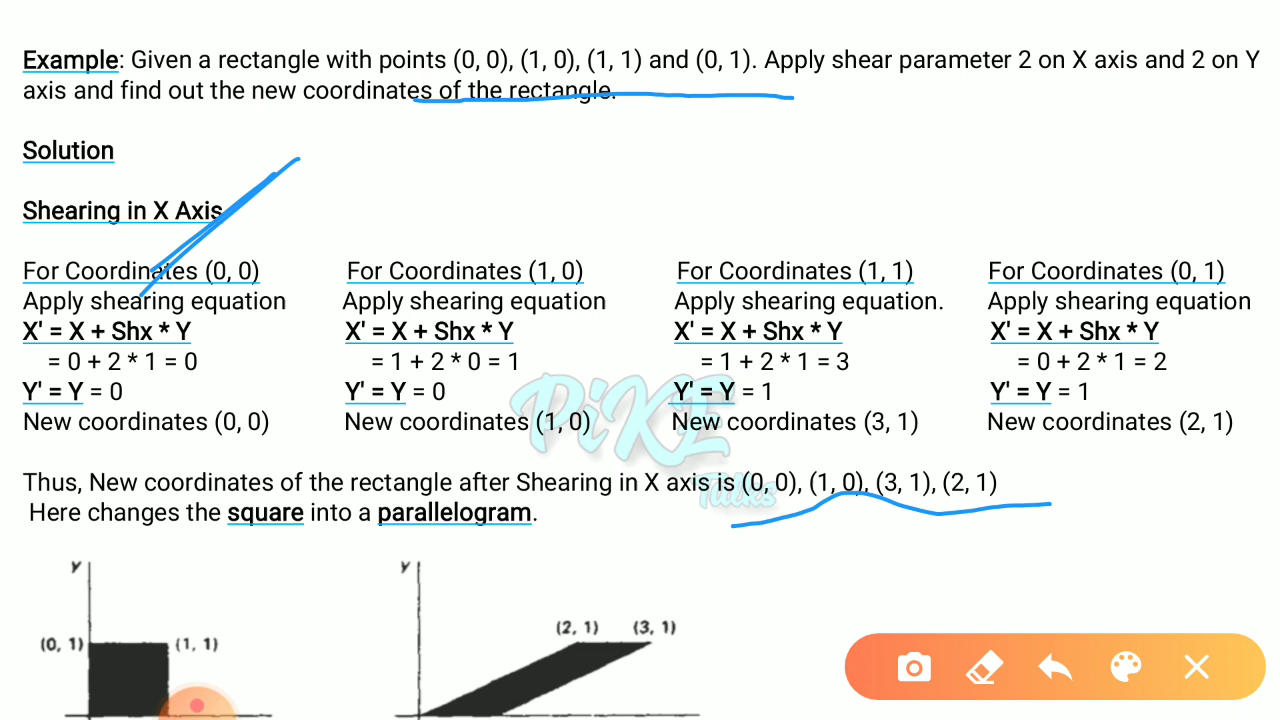 Example: Given a rectangle with points (0, 0), (1, 0), (1, 1) and (0, 1). Apply shear parameter 2 on X axis and 2 on Y
axis and find out the new coordinates of the rectangle.
Solution
Shearing in X Axis
For Coordinates (0, 0)
Apply shearing equation
X' = X + Shx * Y
= 0 + 2 * 1 = 0
Y' = Y = 0
New coordinates (0, 0)
For Coordinates (1, 0)
Apply shearing equation
X' = X + Shx * Y
= 1 + 2 * 0 = 1
Y' = Y = 0
New coordinates (1, 0)
For Coordinates (1, 1)
Apply shearing equation.
X' = X + Shx * Y
= 1 + 2 * 1 = 3
Y' = Y = 1
New coordinates (3, 1)
For Coordinates (0, 1)
Apply shearing equation
X' = X + Shx * Y
= 0 + 2 * 1 = 2
Y' = Y = 1
New coordinates (2, 1)
PiKE
Talks
Thus, New coordinates of the rectangle after Shearing in X axis is (0, 0), (1, 0), (3, 1), (2, 1)
Here changes the square into a parallelogram.
Y
(0, 1)
(1, 1)
Y
(2, 1)
(3, 1)